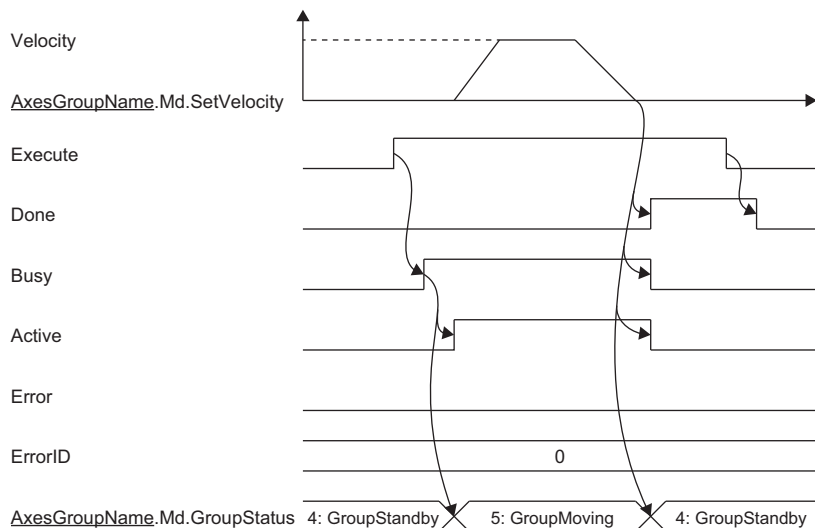 Velocity
AxesGroupName.Md.SetVelocity
Execute
Done
Busy
Active
Error
ErrorID
0
AxesGroupName.Md.GroupStatus 4: GroupStandby 5: GroupMoving 4: GroupStandby